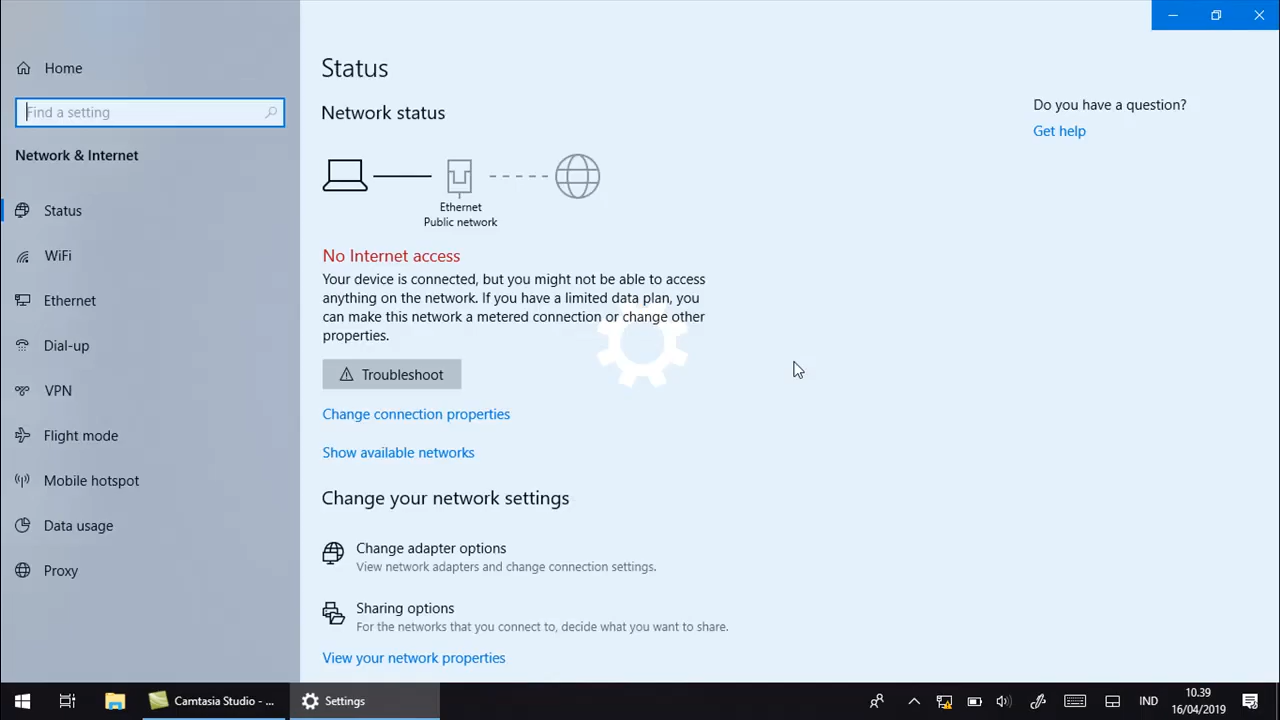 Home
Find a setting
Network & Internet
Status
WiFi
Ethernet
Dial-up
VPN
Flight mode
Mobile hotspot
Data usage
Proxy
Status
Network status
Ethernet
Public network
No Internet access
Your device is connected, but you might not be able to access
anything on the network. If you have a limited data plan, you
can make this network a metered connection or change other
properties.
Troubleshoot
Change connection properties
Show available networks
Change your network settings
Change adapter options
View network adapters and change connection settings.
Sharing options
For the networks that you connect to, decide what you want to share.
View your network properties
Do you have a question?
Get help
Camtasia Studio - ...
Settings
IND
10.39
16/04/2019